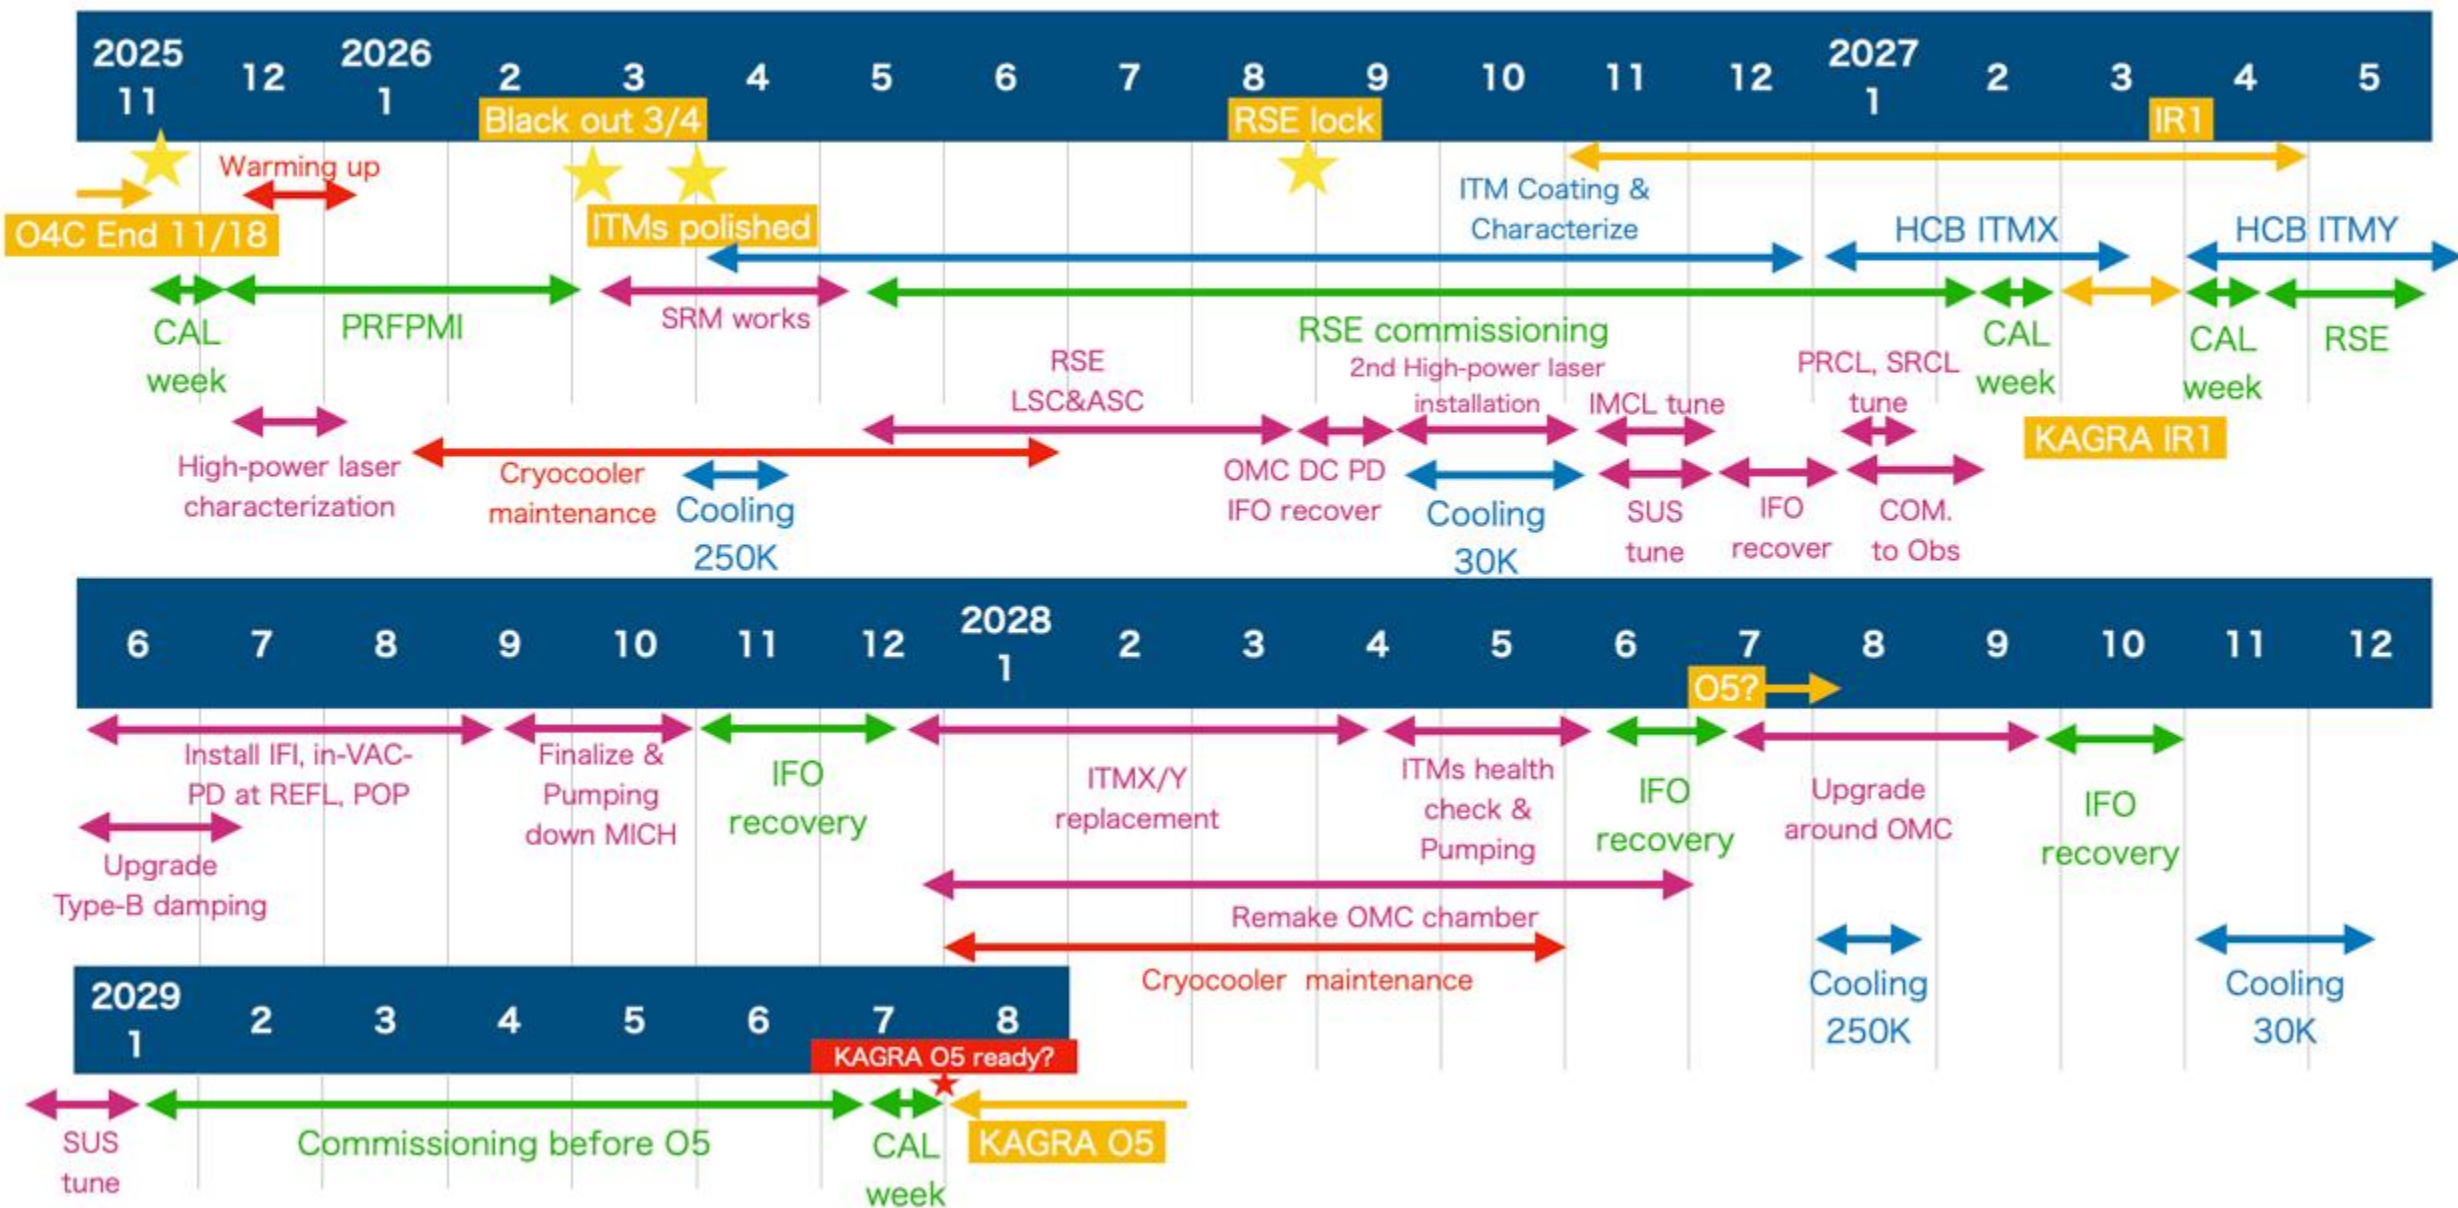 2025
11
12
2026
1
2
3
4
5
6
7
8
9
10
11
12
2027
1
2
3
4
5
Black out 3/4
RSE lock
IR1
Warming up
O4C End 11/18
ITMs polished
ITM Coating &
Characterize
HCB ITMX
HCB ITMY
CAL
week
PRFPMI
SRM works
RSE commissioning
CAL
week
CAL
week
RSE
RSE
LSC&ASC
2nd High-power laser
installation
IMCL tune
PRCL, SRCL
tune
KAGRA IR1
High-power laser
characterization
Cryocooler
maintenance
Cooling
250K
OMC DC PD
IFO recover
Cooling
30K
SUS
tune
IFO
recover
COM.
to Obs
6
7
8
9
10
11
12
2028
1
2
3
4
5
6
7
8
9
10
11
12
O5?
Install IFI, in-VAC-
PD at REFL, POP
Finalize &
Pumping
down MICH
IFO
recovery
ITMX/Y
replacement
ITMs health
check &
Pumping
IFO
recovery
Upgrade
around OMC
IFO
recovery
Upgrade
Type-B damping
Remake OMC chamber
Cryocooler maintenance
Cooling
250K
Cooling
30K
2029
1
2
3
4
5
6
7
8
KAGRA O5 ready?
SUS
tune
Commissioning before O5
CAL
week
KAGRA O5